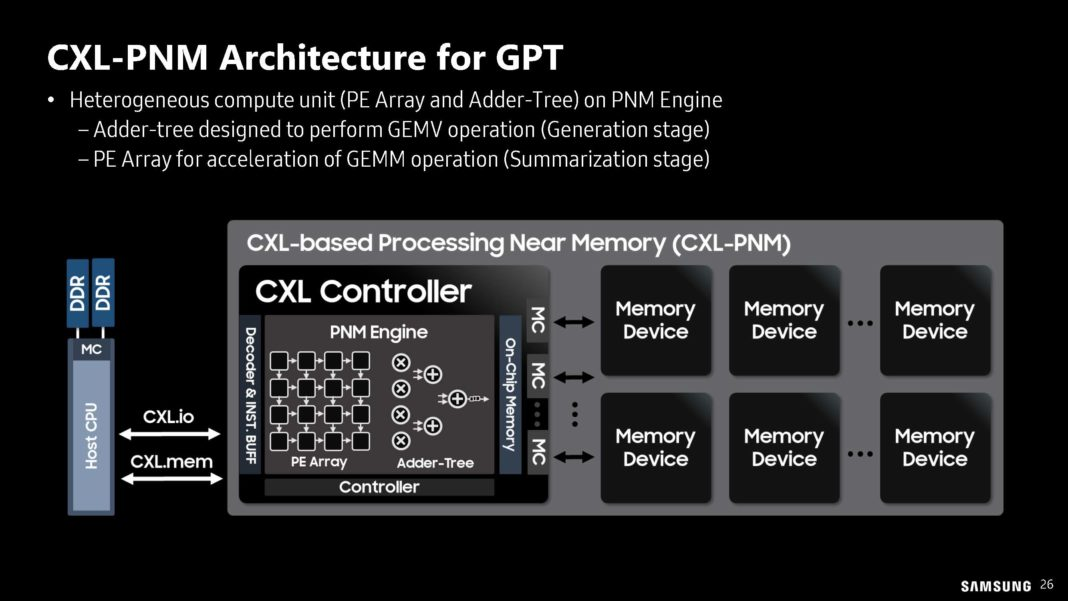 CXL-PNM Architecture for GPT
• Heterogeneous compute unit (PE Array and Adder-Tree) on PNM Engine
– Adder-tree designed to perform GEMV operation (Generation stage)
– PE Array for acceleration of GEMM operation (Summarization stage)
DDR
DDR
MC
Host CPU
CXL.io
CXL.mem
CXL-based Processing Near Memory (CXL-PNM)
CXL Controller
Decoder & INST. BUFF
PNM Engine
PE Array
Adder-Tree
On-Chip Memory
Controller
MC
MC
MC
Memory
Device
Memory
Device
Memory
Device
Memory
Device
Memory
Device
Memory
Device
SAMSUNG 26